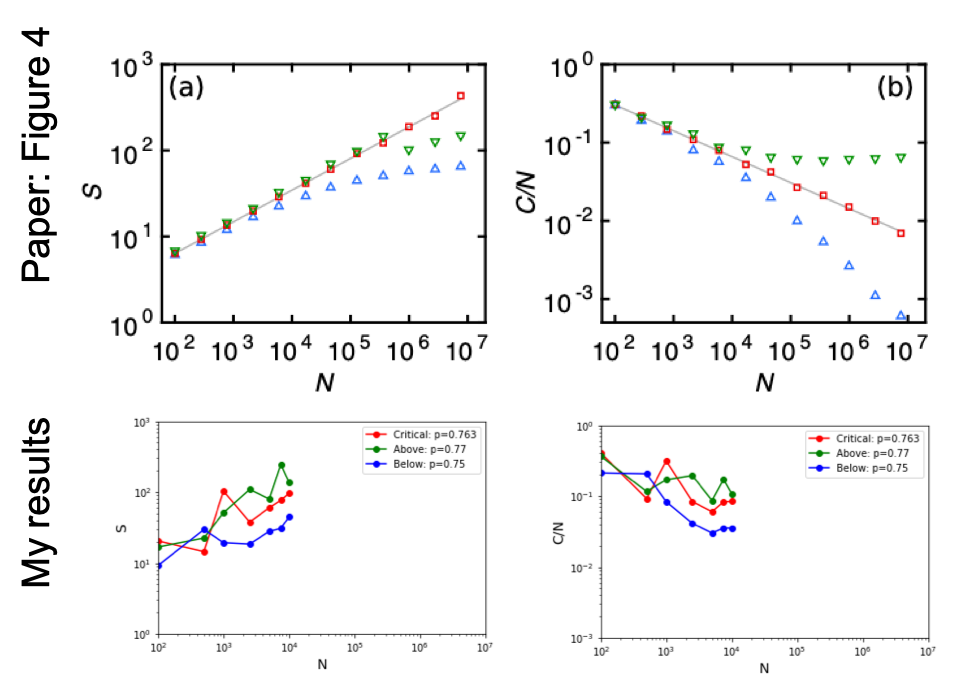 Paper: Figure 4
(a)
S
10^3
10^2
10^1
10^0
10^2 10^3 10^4 10^5 10^6 10^7
N
(b)
C/N
10^0
10^-1
10^-2
10^-3
10^2 10^3 10^4 10^5 10^6 10^7
N
My results
Critical: p=0.763
Above: p=0.77
Below: p=0.75
S
10^3
10^2
10^1
10^0
10^2 10^3 10^4 10^5 10^6 10^7
N
Critical: p=0.763
Above: p=0.77
Below: p=0.75
C/N
10^0
10^-1
10^-2
10^-3
10^2 10^3 10^4 10^5 10^6 10^7
N